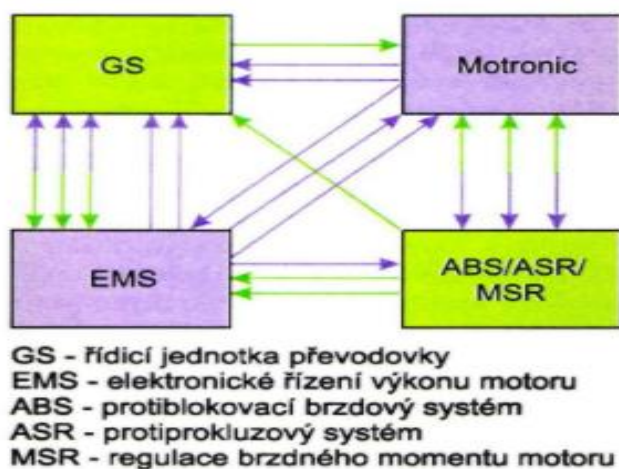 GS
Motronic
EMS
ABS/ASR/
MSR
GS - řídicí jednotka převodovky
EMS - elektronické řízení výkonu motoru
ABS - protiblokovací brzdový systém
ASR - protiprokluzový systém
MSR - regulace brzdného momentu motoru